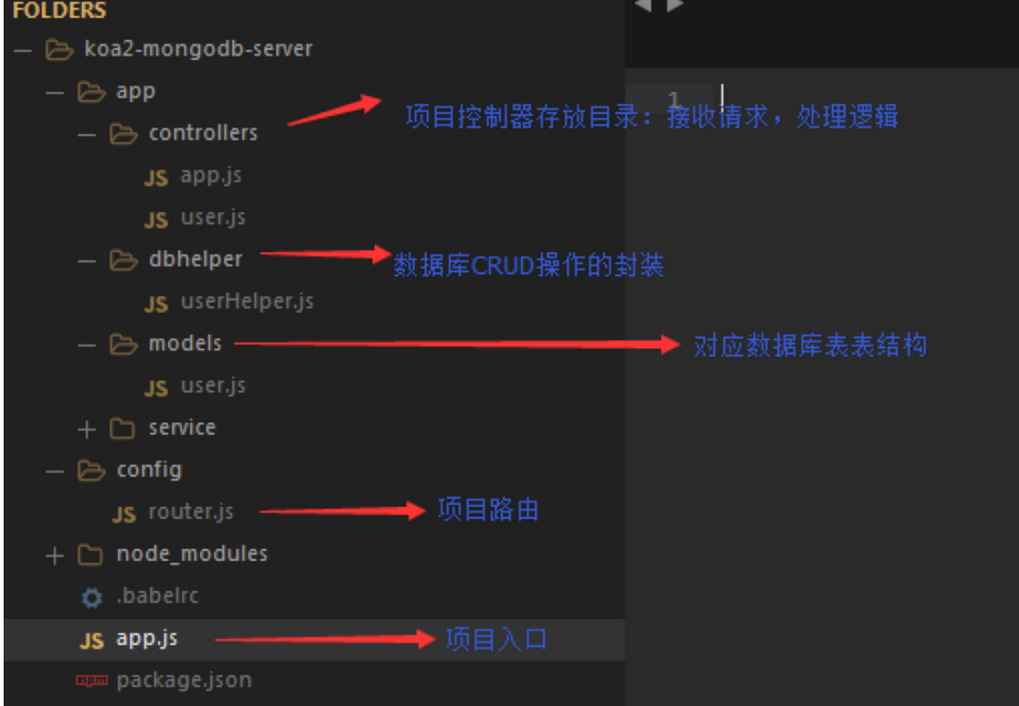 FOLDERS
koa2-mongodb-server
app
controllers
项目控制器存放目录：接收请求，处理逻辑
1
JS app.js
JS user.js
dbhelper
数据库CRUD操作的封装
JS userHelper.js
models
对应数据库表表结构
JS user.js
service
config
JS router.js
项目路由
node_modules
.babelrc
JS app.js
项目入口
npm package.json